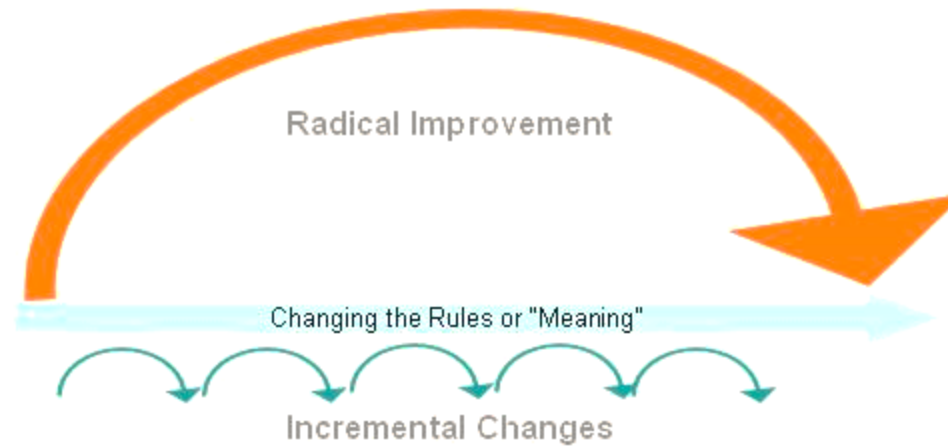 Radical Improvement
Changing the Rules or "Meaning"
Incremental Changes